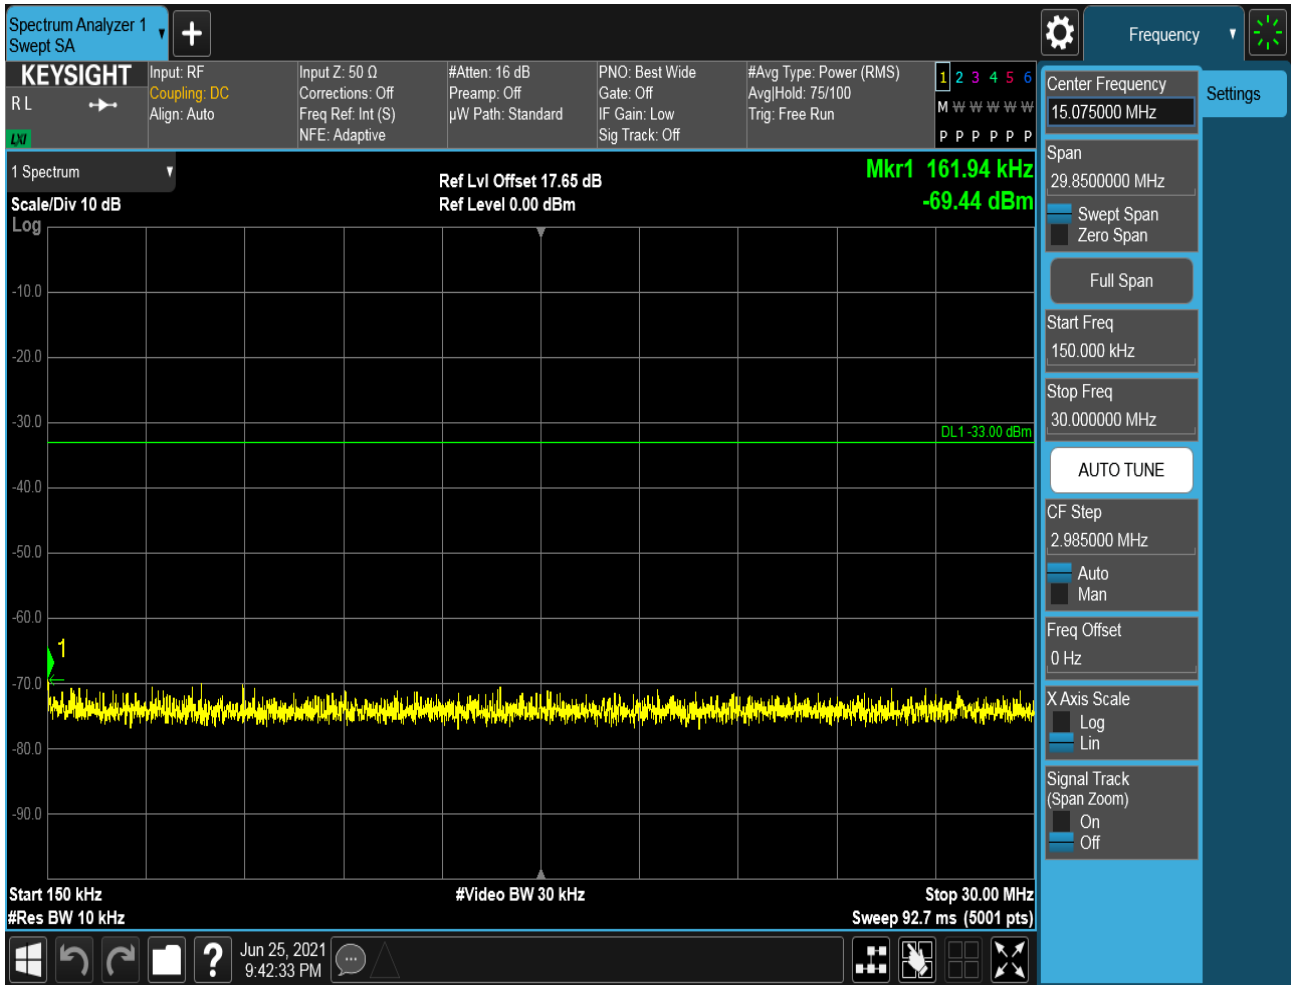 Spectrum Analyzer 1
Swept SA
Frequency
KEYSIGHT
R L
LXI
Input: RF
Coupling: DC
Align: Auto
Input Z: 50 Ω
Corrections: Off
Freq Ref: Int (S)
NFE: Adaptive
#Atten: 16 dB
Preamp: Off
µW Path: Standard
PNO: Best Wide
Gate: Off
IF Gain: Low
Sig Track: Off
#Avg Type: Power (RMS)
Avg|Hold: 75/100
Trig: Free Run
1 2 3 4 5 6
M W W W W W
P P P P P P
1 Spectrum
Scale/Div 10 dB
Log
Ref Lvl Offset 17.65 dB
Ref Level 0.00 dBm
Mkr1 161.94 kHz
-69.44 dBm
-10.0
-20.0
-30.0
DL1 -33.00 dBm
-40.0
-50.0
-60.0
1
-70.0
-80.0
-90.0
Start 150 kHz
#Video BW 30 kHz
Stop 30.00 MHz
#Res BW 10 kHz
Sweep 92.7 ms (5001 pts)
Center Frequency
15.075000 MHz
Settings
Span
29.8500000 MHz
Swept Span
Zero Span
Full Span
Start Freq
150.000 kHz
Stop Freq
30.000000 MHz
AUTO TUNE
CF Step
2.985000 MHz
Auto
Man
Freq Offset
0 Hz
X Axis Scale
Log
Lin
Signal Track
(Span Zoom)
On
Off
?
Jun 25, 2021
9:42:33 PM